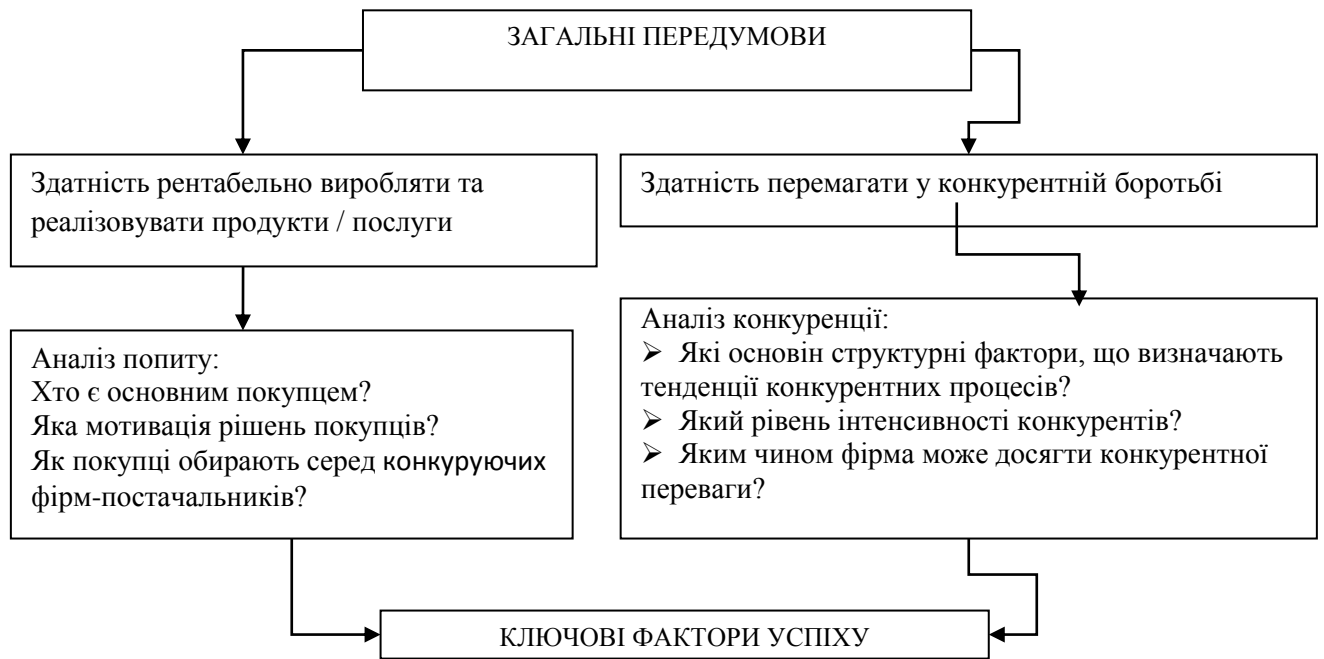 ЗАГАЛЬНІ ПЕРЕДУМОВИ
Здатність рентабельно виробляти та
реалізовувати продукти / послуги
Здатність перемагати у конкурентній боротьбі
Аналіз попиту:
Хто є основним покупцем?
Яка мотивація рішень покупців?
Як покупці обирають серед конкуруючих
фірм-постачальників?
Аналіз конкуренції:
➢ Які основін структурні фактори, що визначають
тенденції конкурентних процесів?
➢ Який рівень інтенсивності конкурентів?
➢ Яким чином фірма може досягти конкурентної
переваги?
КЛЮЧОВІ ФАКТОРИ УСПІХУ